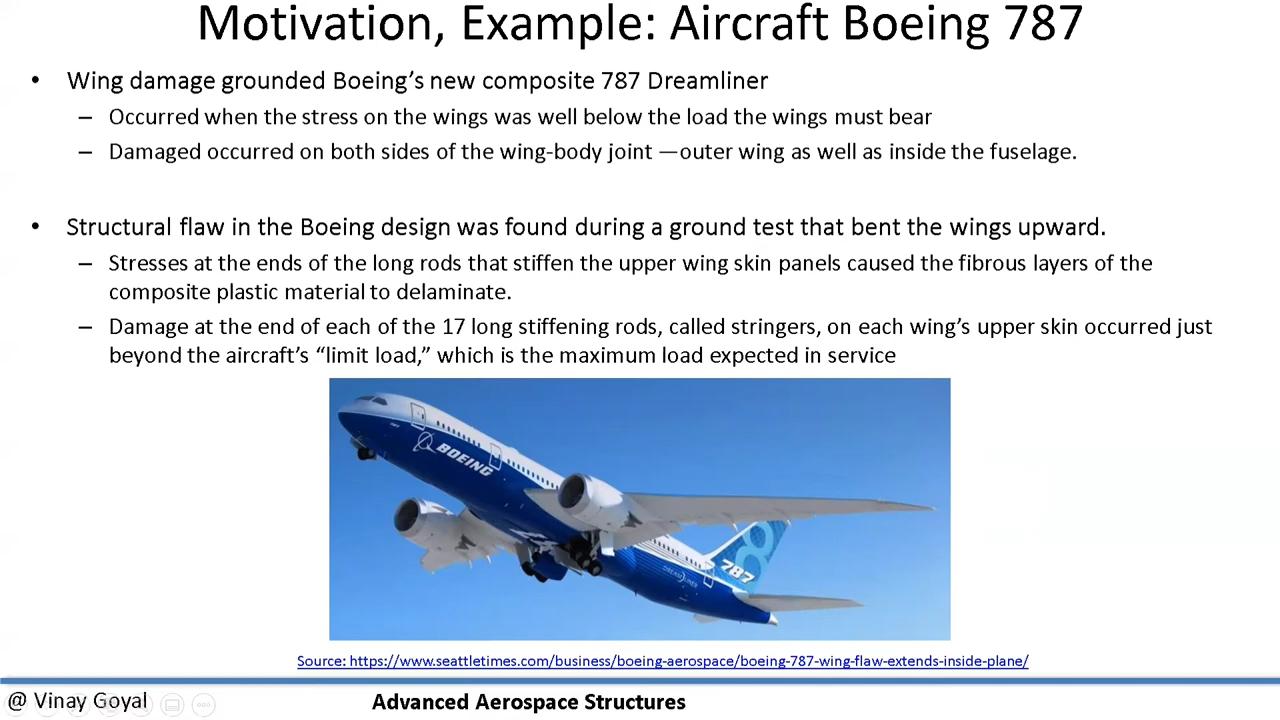 Motivation, Example: Aircraft Boeing 787
• Wing damage grounded Boeing’s new composite 787 Dreamliner
– Occurred when the stress on the wings was well below the load the wings must bear
– Damaged occurred on both sides of the wing-body joint —outer wing as well as inside the fuselage.
• Structural flaw in the Boeing design was found during a ground test that bent the wings upward.
– Stresses at the ends of the long rods that stiffen the upper wing skin panels caused the fibrous layers of the
composite plastic material to delaminate.
– Damage at the end of each of the 17 long stiffening rods, called stringers, on each wing’s upper skin occurred just
beyond the aircraft’s “limit load,” which is the maximum load expected in service
BOEING
8
787
DREAMLINER
Source: https://www.seattletimes.com/business/boeing-aerospace/boeing-787-wing-flaw-extends-inside-plane/
@ Vinay Goyal
Advanced Aerospace Structures